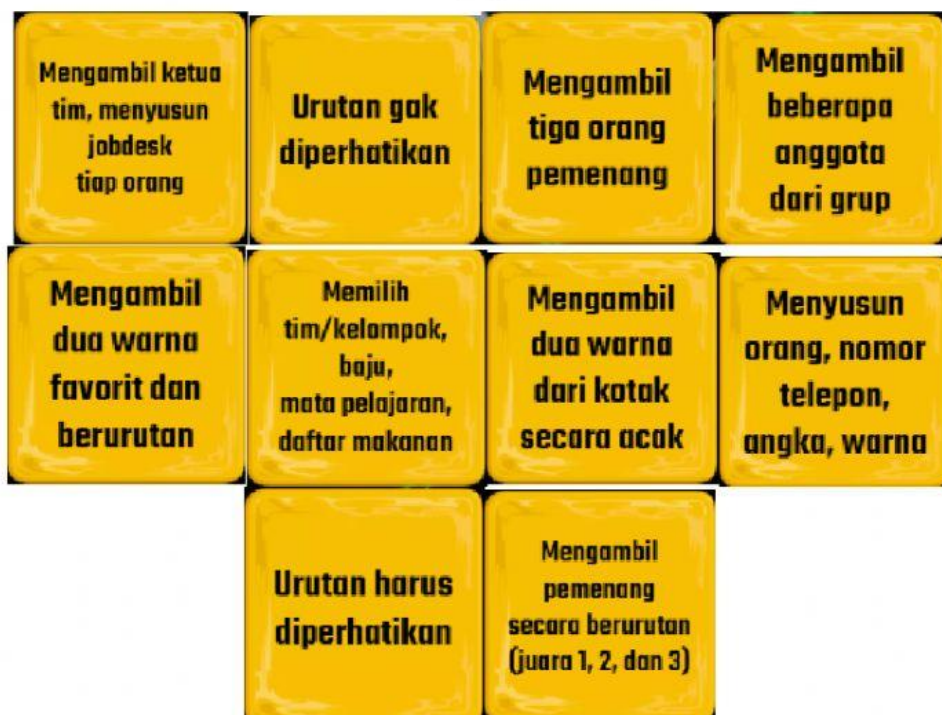 Mengambil ketua
tim, menyusun
jobdesk
tiap orang
Urutan gak
diperhatikan
Mengambil
tiga orang
pemenang
Mengambil
beberapa
anggota
dari grup
Mengambil
dua warna
favorit dan
berurutan
Memilih
tim/kelompok,
baju,
mata pelajaran,
daftar makanan
Mengambil
dua warna
dari kotak
secara acak
Menyusun
orang, nomor
telepon,
angka, warna
Urutan harus
diperhatikan
Mengambil
pemenang
secara berurutan
(juara 1, 2, dan 3)